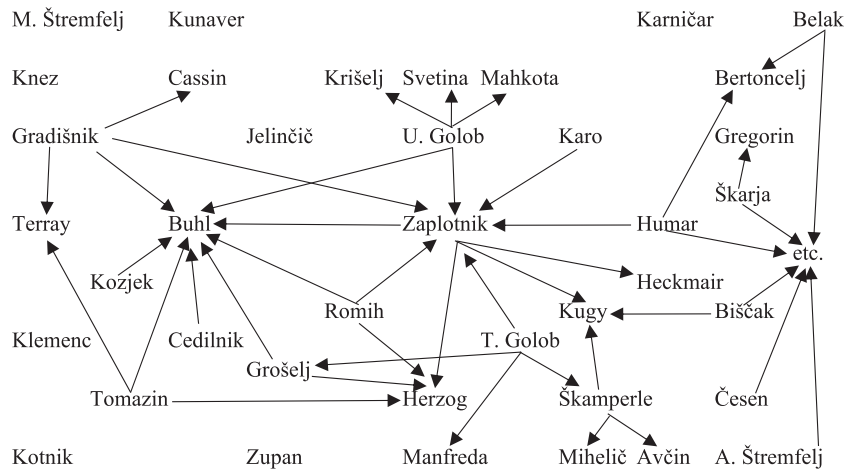 M. Štremfelj Kunaver Karničar Belak
Knez Cassin Krišelj Svetina Mahkota Bertoncelj
Gradišnik Jelinčič U. Golob Karo Gregorin
Škarja
Terray Buhl Zaplotnik Humar
etc.
Kozjek Heckmair
Romih Kugy Biščak
Klemenc Cedilnik T. Golob
Grošelj
Tomazin Herzog Škamperle Česen
Kotnik Zupan Manfreda Mihelič Avčin A. Štremfelj